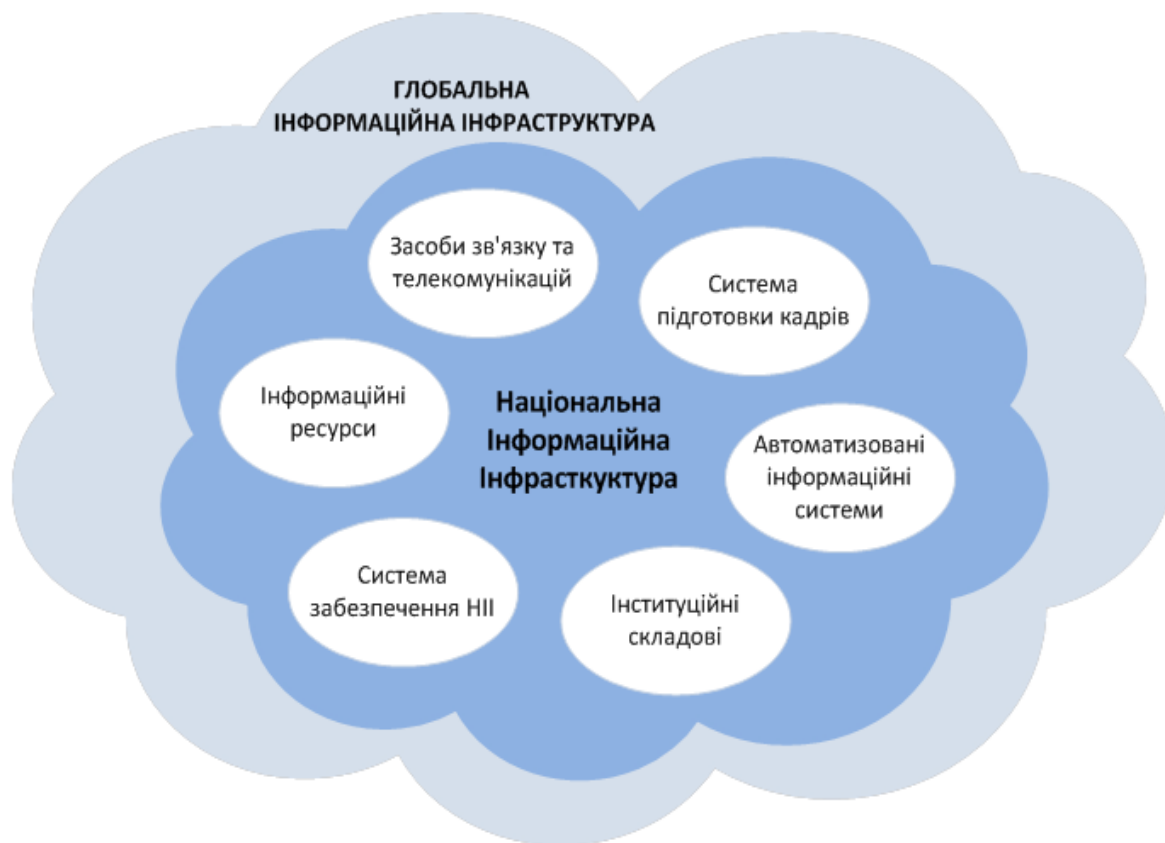 ГЛОБАЛЬНА
ІНФОРМАЦІЙНА ІНФРАСТРУКТУРА
Засоби зв'язку та
телекомунікацій
Система
підготовки кадрів
Інформаційні
ресурси
Національна
Інформаційна
Інфрасткуктура
Автоматизовані
інформаційні
системи
Система
забезпечення НІІ
Інституційні
складові